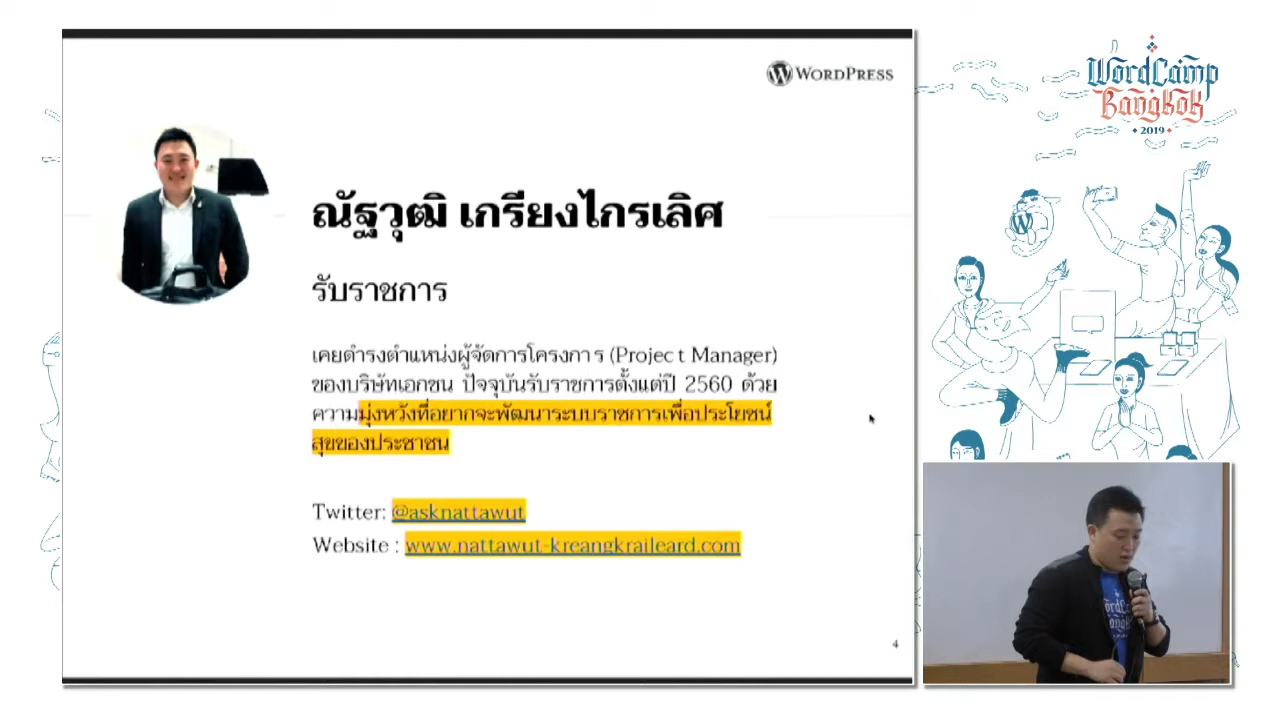 WORDPRESS
ณัฐวุฒิ เกรียงไกรเลิศ
รับราชการ
เคยดำรงตำแหน่งผู้จัดการโครงการ (Project Manager)
ของบริษัทเอกชน ปัจจุบันรับราชการตั้งแต่ปี 2560 ด้วย
ความมุ่งหวังที่อยากจะพัฒนาระบบราชการเพื่อประโยชน์
สุขของประชาชน
Twitter: @asknattawut
Website : www.nattawut-kreangkraileard.com
4
WordCamp
Bangkok
2019